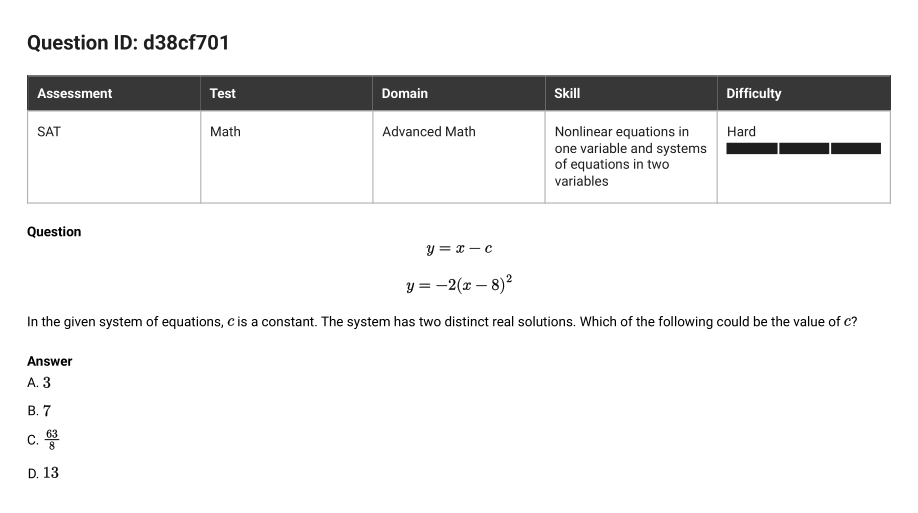 Question ID: d38cf701
Assessment Test Domain Skill Difficulty
SAT Math Advanced Math Nonlinear equations in one variable and systems of equations in two variables Hard
Question
y = x − c
y = −2(x − 8)²
In the given system of equations, c is a constant. The system has two distinct real solutions. Which of the following could be the value of c?
Answer
A. 3
B. 7
C. 63/8
D. 13